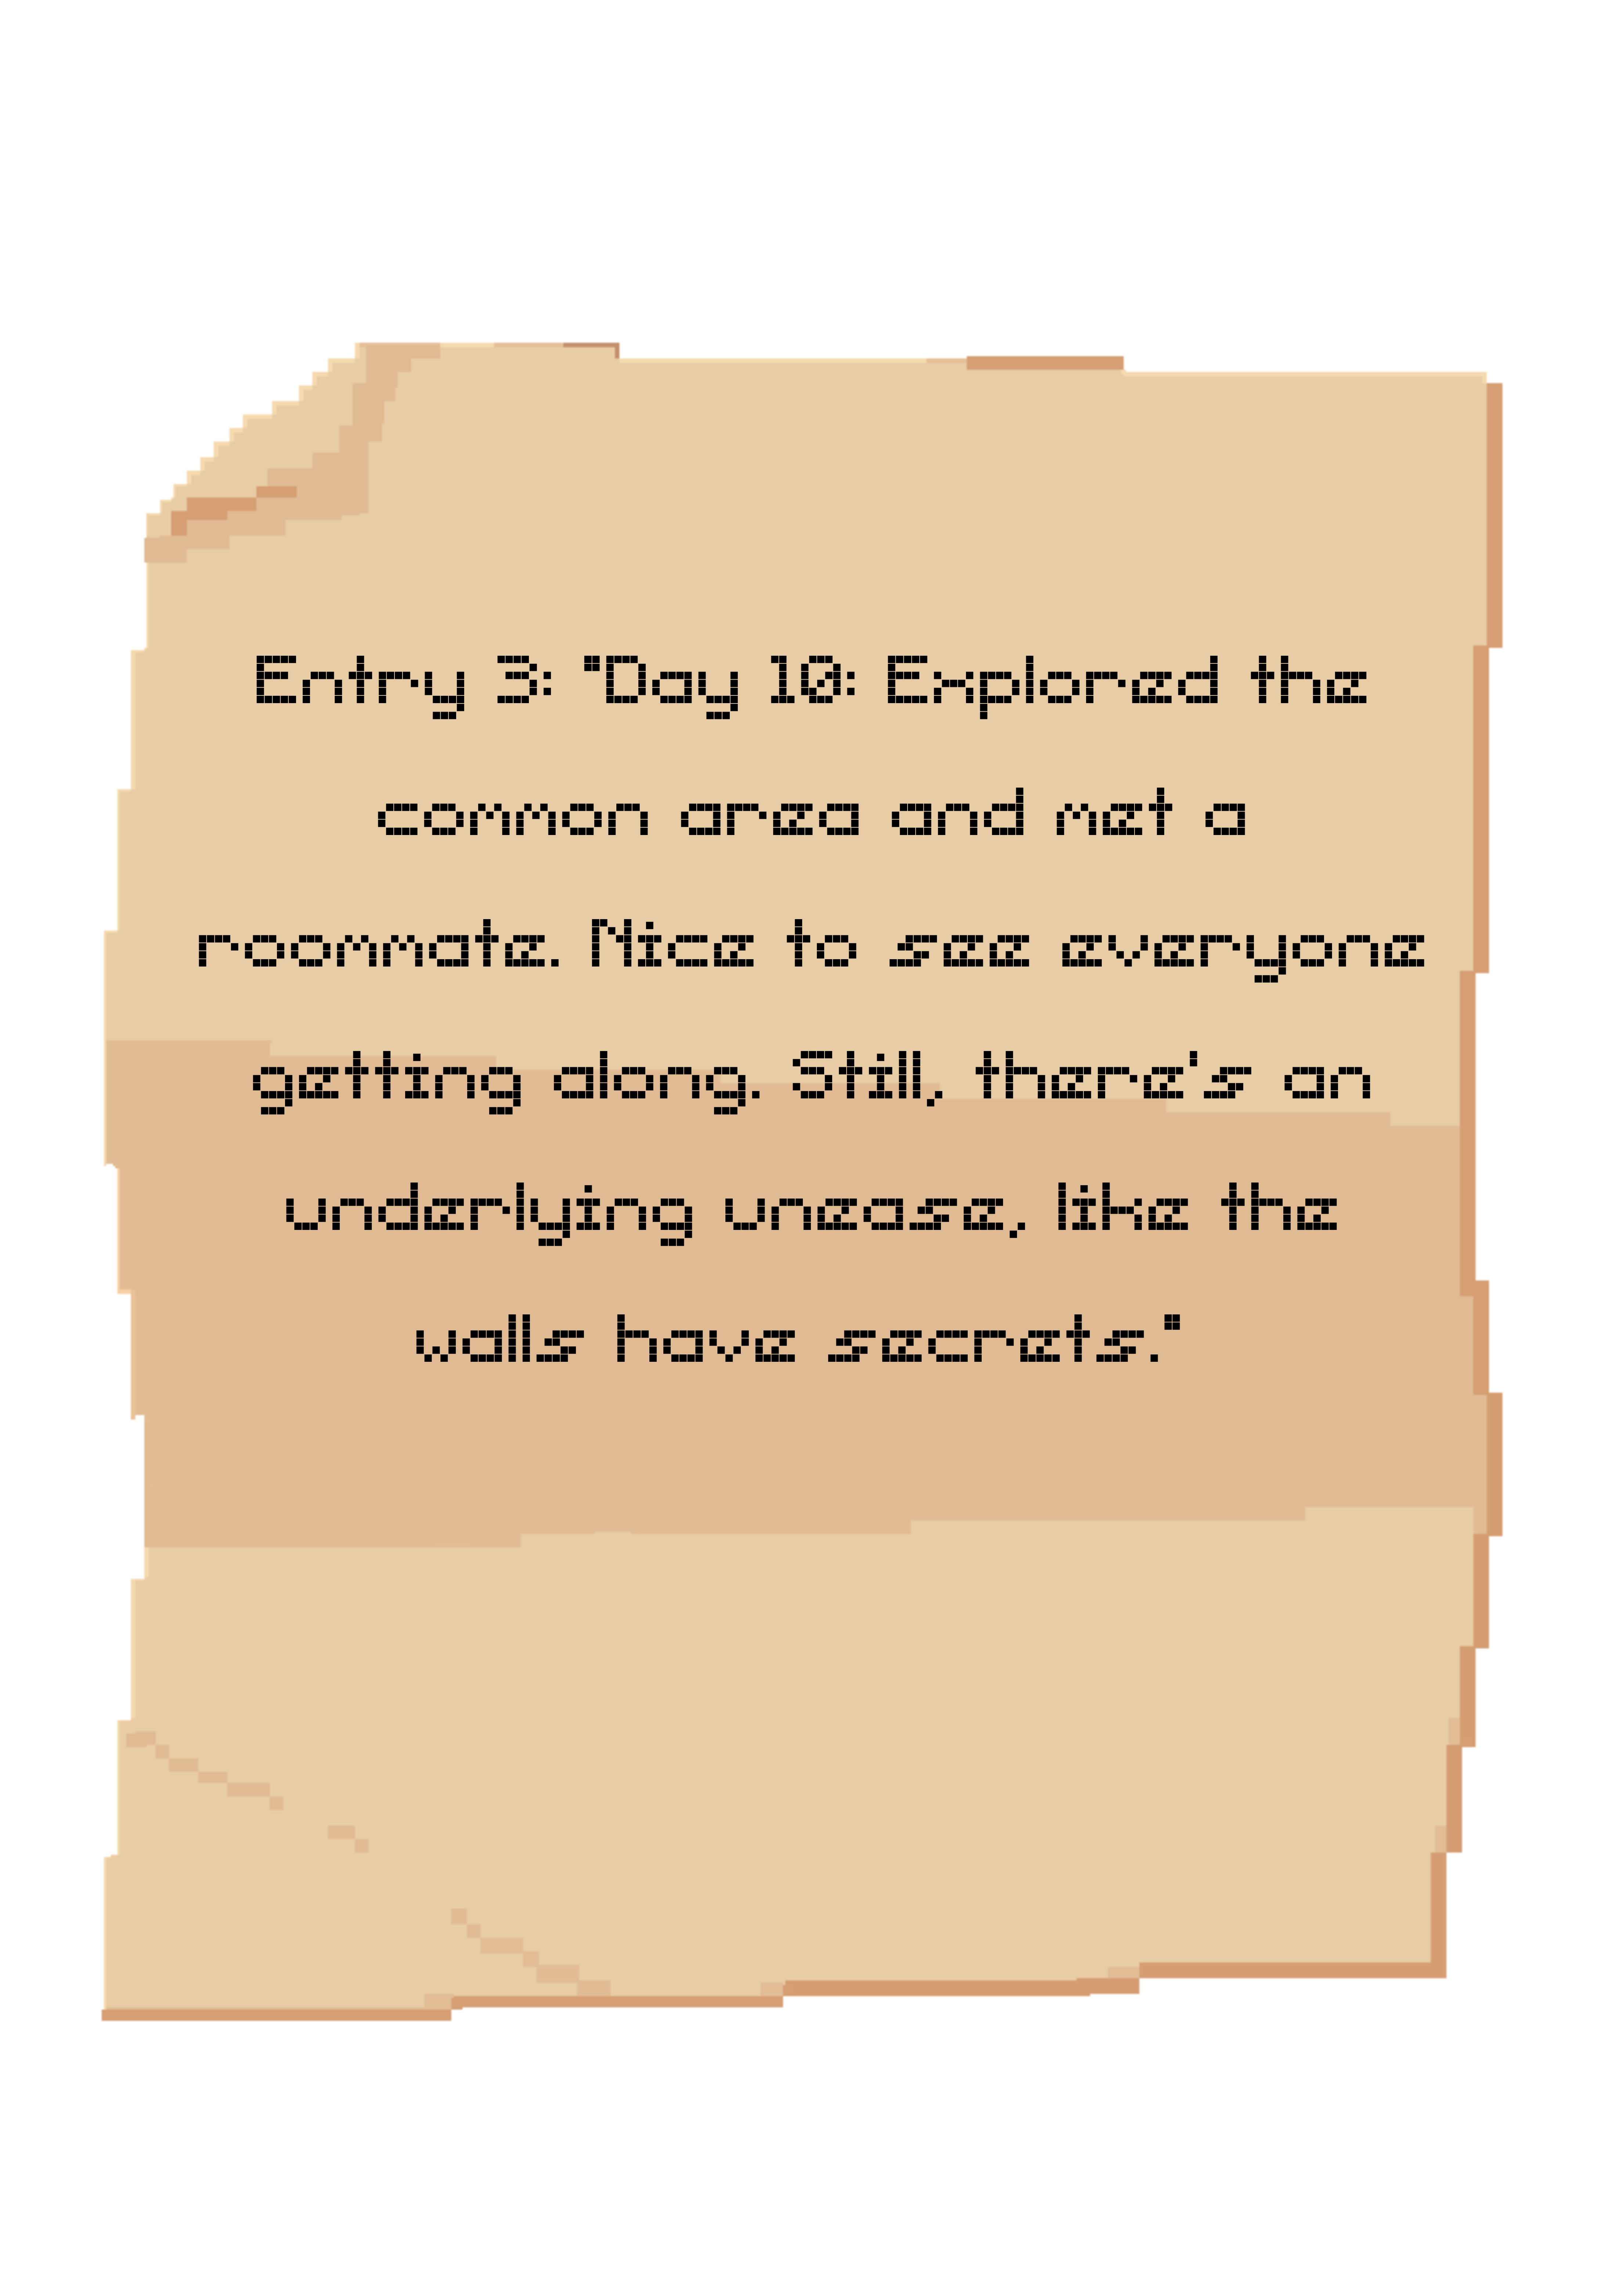 Entry 3: "Day 10: Explored the
common area and met a
roommate. Nice to see everyone
getting along. Still, there's an
underlying unease, like the
walls have secrets."